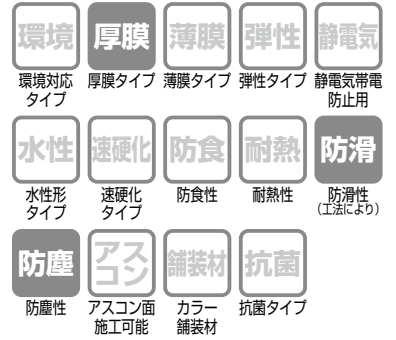 環境 厚膜 薄膜 弾性 静電気
環境対応 厚膜タイプ 薄膜タイプ 弾性タイプ 静電気帯電
タイプ 防止用
水性 速硬化 防食 耐熱 防滑
水性形 速硬化 防食性 耐熱性 防滑性
タイプ タイプ (工法により)
防塵 アス 舗装材 抗菌
コン
防塵性 アスコン面 カラー 抗菌タイプ
施工可能 舗装材